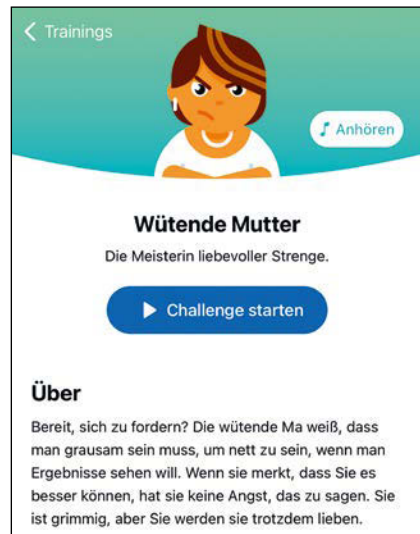 Trainings
Anhören
Wütende Mutter
Die Meisterin liebevoller Strenge.
Challenge starten
Über
Bereit, sich zu fordern? Die wütende Ma weiß, dass
man grausam sein muss, um nett zu sein, wenn man
Ergebnisse sehen will. Wenn sie merkt, dass Sie es
besser können, hat sie keine Angst, das zu sagen. Sie
ist grimmig, aber Sie werden sie trotzdem lieben.